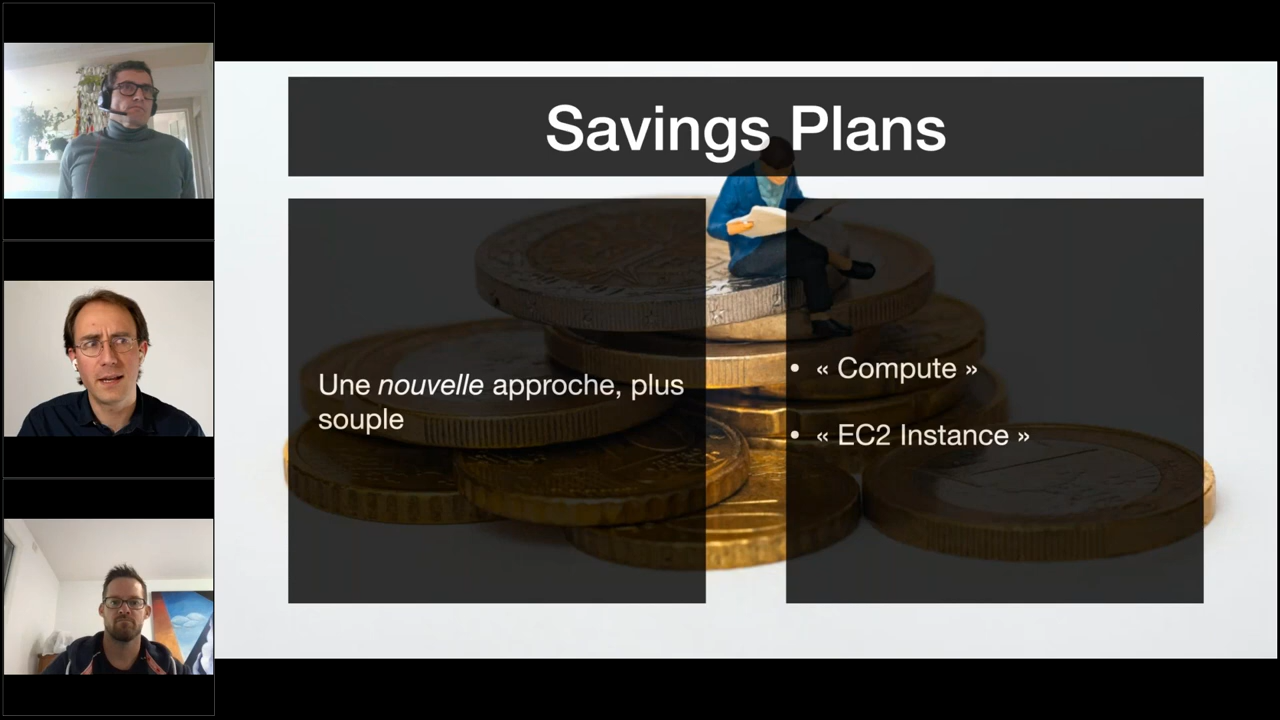 Savings Plans
Une nouvelle approche, plus
souple
• « Compute »
• « EC2 Instance »